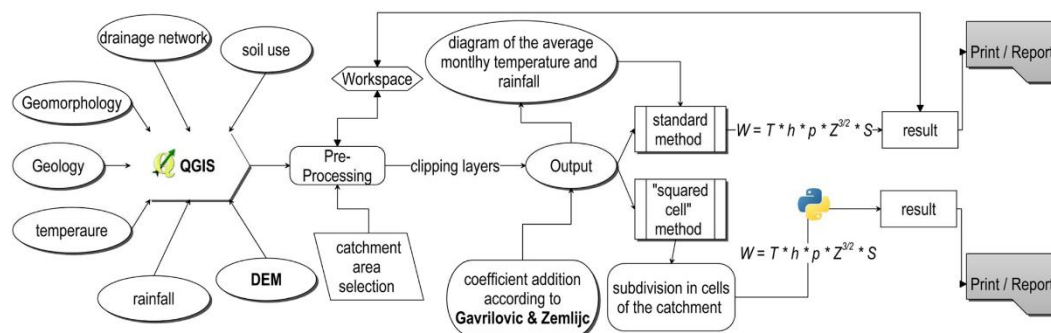 drainage network
soil use
Geomorphology
Geology
QGIS
temperaure
rainfall
DEM
Workspace
Pre-
Processing
catchment
area
selection
clipping layers
diagram of the average
montlhy temperature and
rainfall
Output
coefficient addition
according to
Gavrilovic & Zemlijc
standard
method
"squared
cell"
method
subdivision in cells
of the catchment
W = T * h * p * Z^3/2 * S
result
Print / Report
W = T * h * p * Z^3/2 * S
result
Print / Report